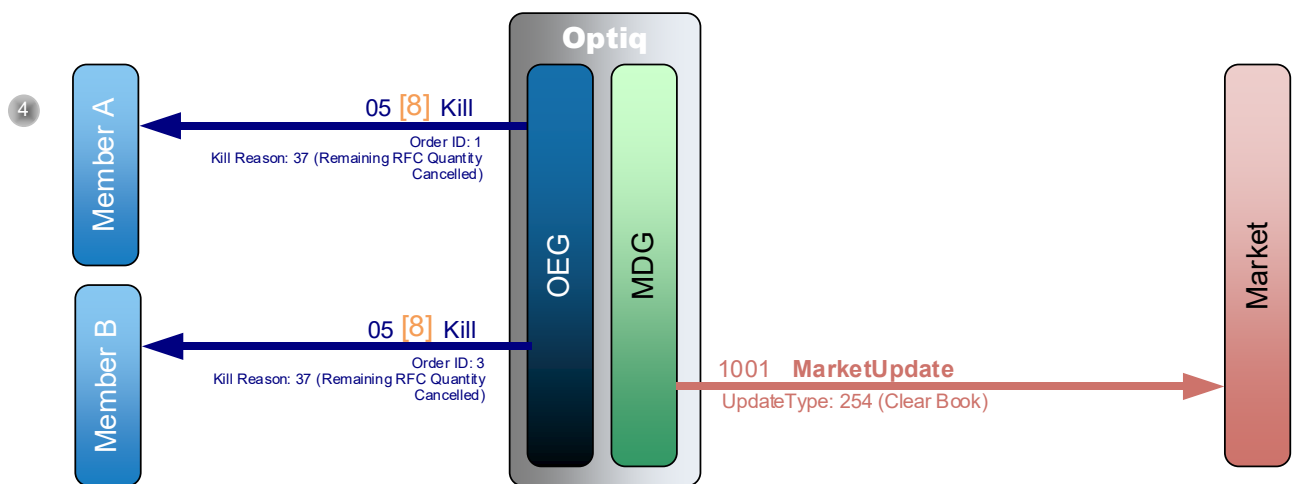 Optiq
4
Member A
05 [8] Kill
Order ID: 1
Kill Reason: 37 (Remaining RFC Quantity
Cancelled)
OEG
MDG
Market
Member B
05 [8] Kill
Order ID: 3
Kill Reason: 37 (Remaining RFC Quantity
Cancelled)
1001 MarketUpdate
UpdateType: 254 (Clear Book)